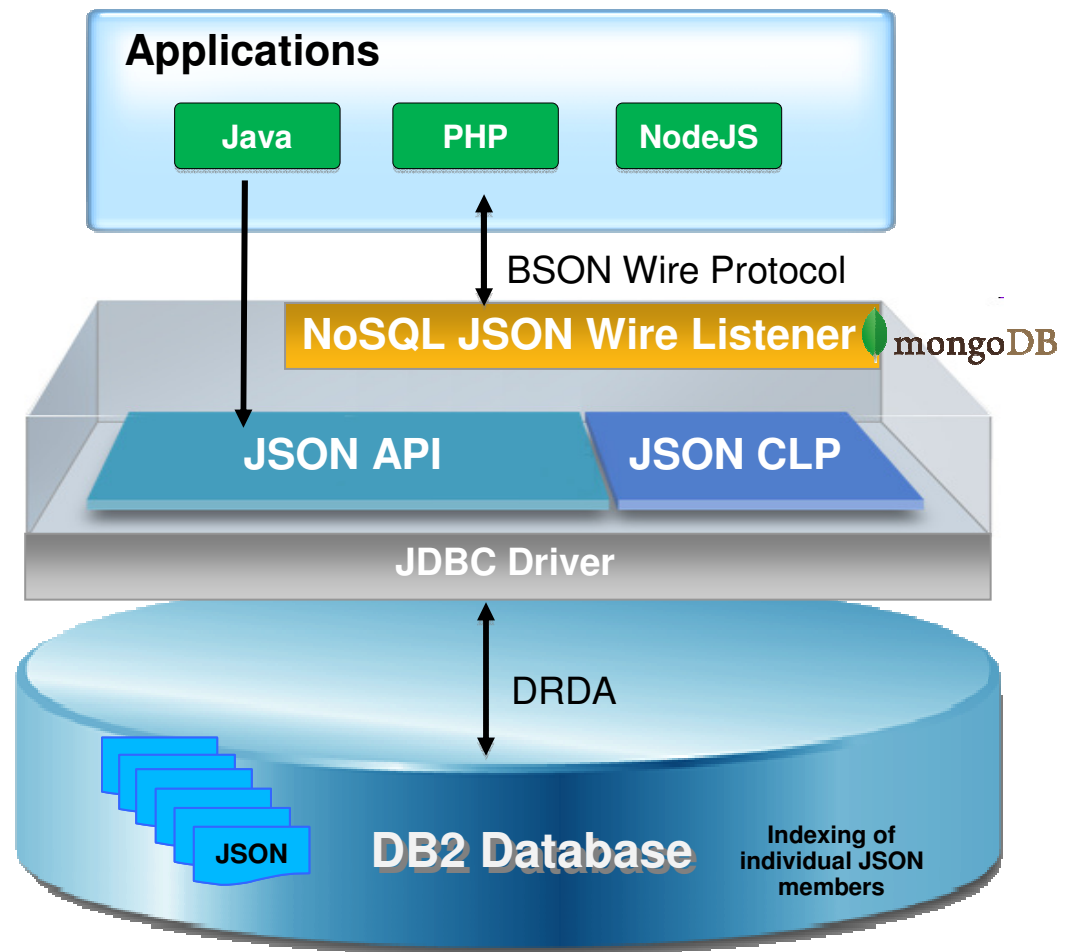 Applications
Java
PHP
NodeJS
BSON Wire Protocol
NoSQL JSON Wire Listener
mongoDB
JSON API
JSON CLP
JDBC Driver
DRDA
JSON
DB2 Database
Indexing of
individual JSON
members